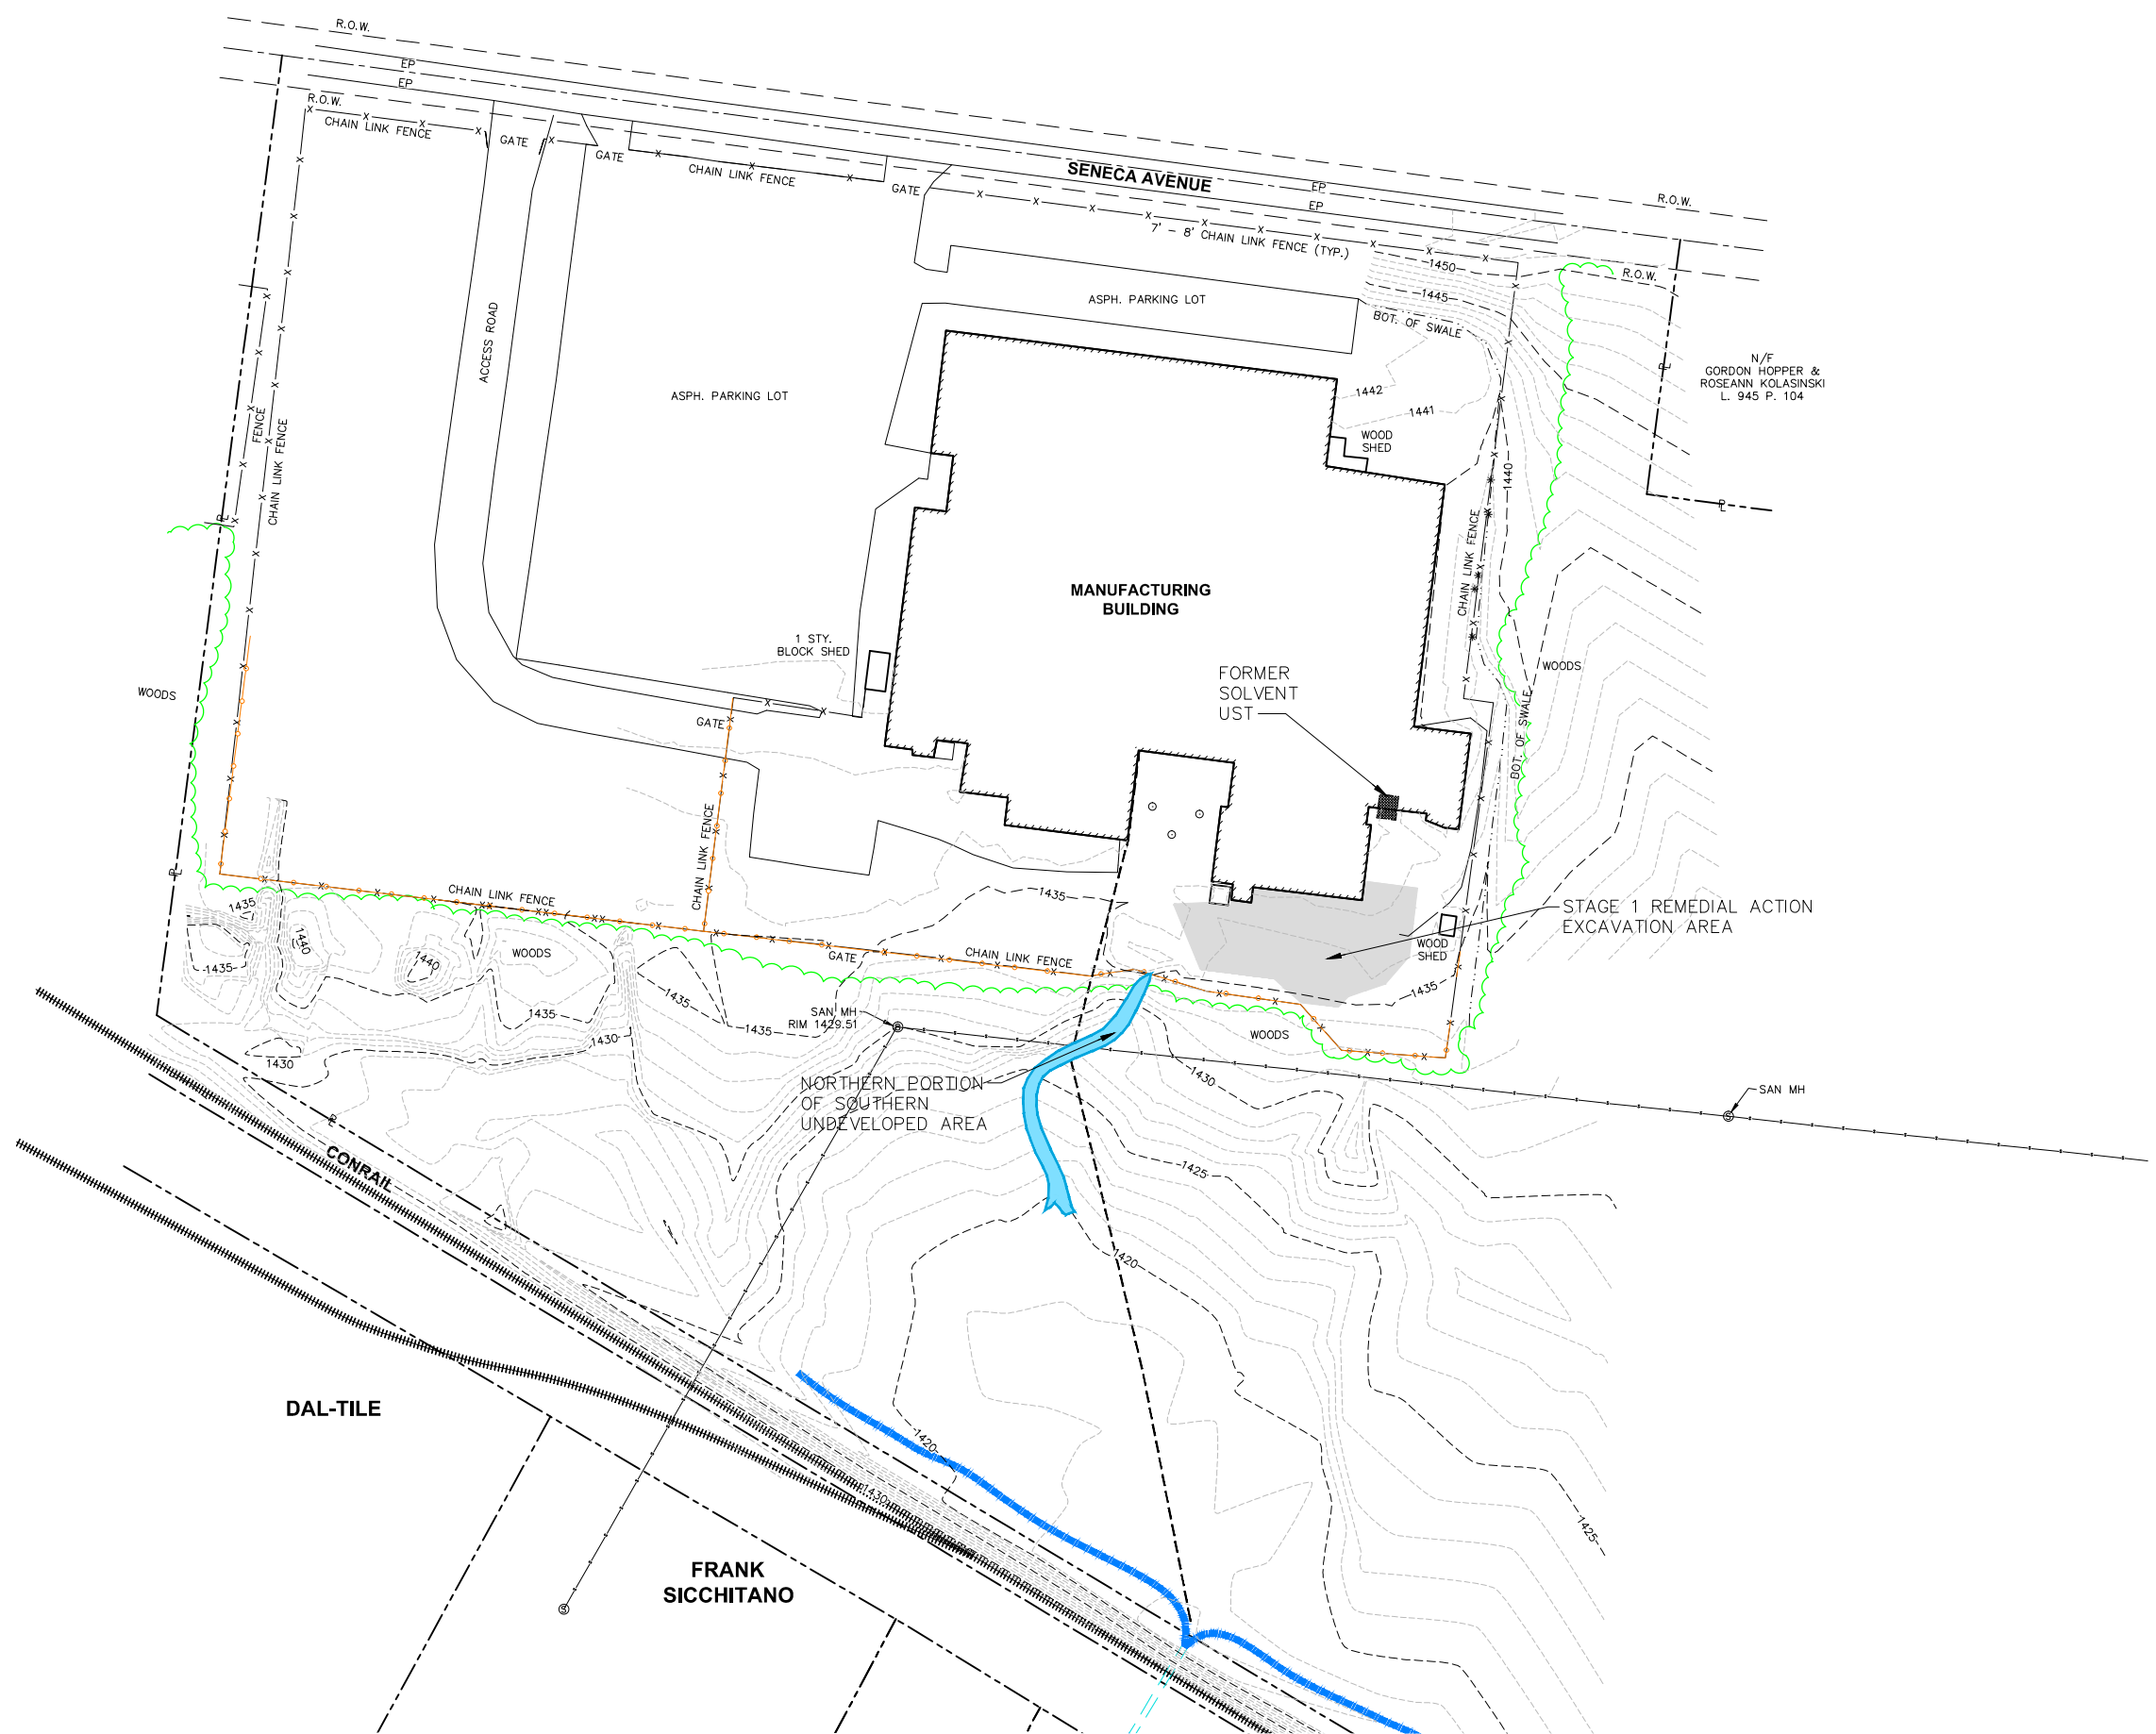 R.O.W.
EP
EP
R.O.W.
CHAIN LINK FENCE
GATE
GATE
CHAIN LINK FENCE
GATE
SENECA AVENUE
EP
EP
R.O.W.
7' - 8' CHAIN LINK FENCE (TYP.)
1450
R.O.W.
1445
ASPH. PARKING LOT
BOT. OF SWALE
ACCESS ROAD
N/F
GORDON HOPPER &
ROSEANN KOLASINSKI
L. 945 P. 104
PL
ASPH. PARKING LOT
1442
1441
WOOD
SHED
FENCE
CHAIN LINK FENCE
1440
PL
PL
CHAIN LINK FENCE
MANUFACTURING
BUILDING
1 STY.
BLOCK SHED
WOODS
FORMER
SOLVENT
UST
WOODS
GATE
BOT. OF SWALE
CHAIN LINK FENCE
PL
CHAIN LINK FENCE
1435
1435
STAGE 1 REMEDIAL ACTION
EXCAVATION AREA
1440
WOODS
GATE
CHAIN LINK FENCE
WOOD
SHED
1435
1440
1435
1435
1435
SAN MH
RIM 1429.51
1435
1430
WOODS
1430
NORTHERN PORTION
OF SOUTHERN
UNDEVELOPED AREA
1430
SAN MH
S
S
PL
CONRAIL
1425
1420
DAL-TILE
1420
1430
1425
FRANK
SICCHITANO
S